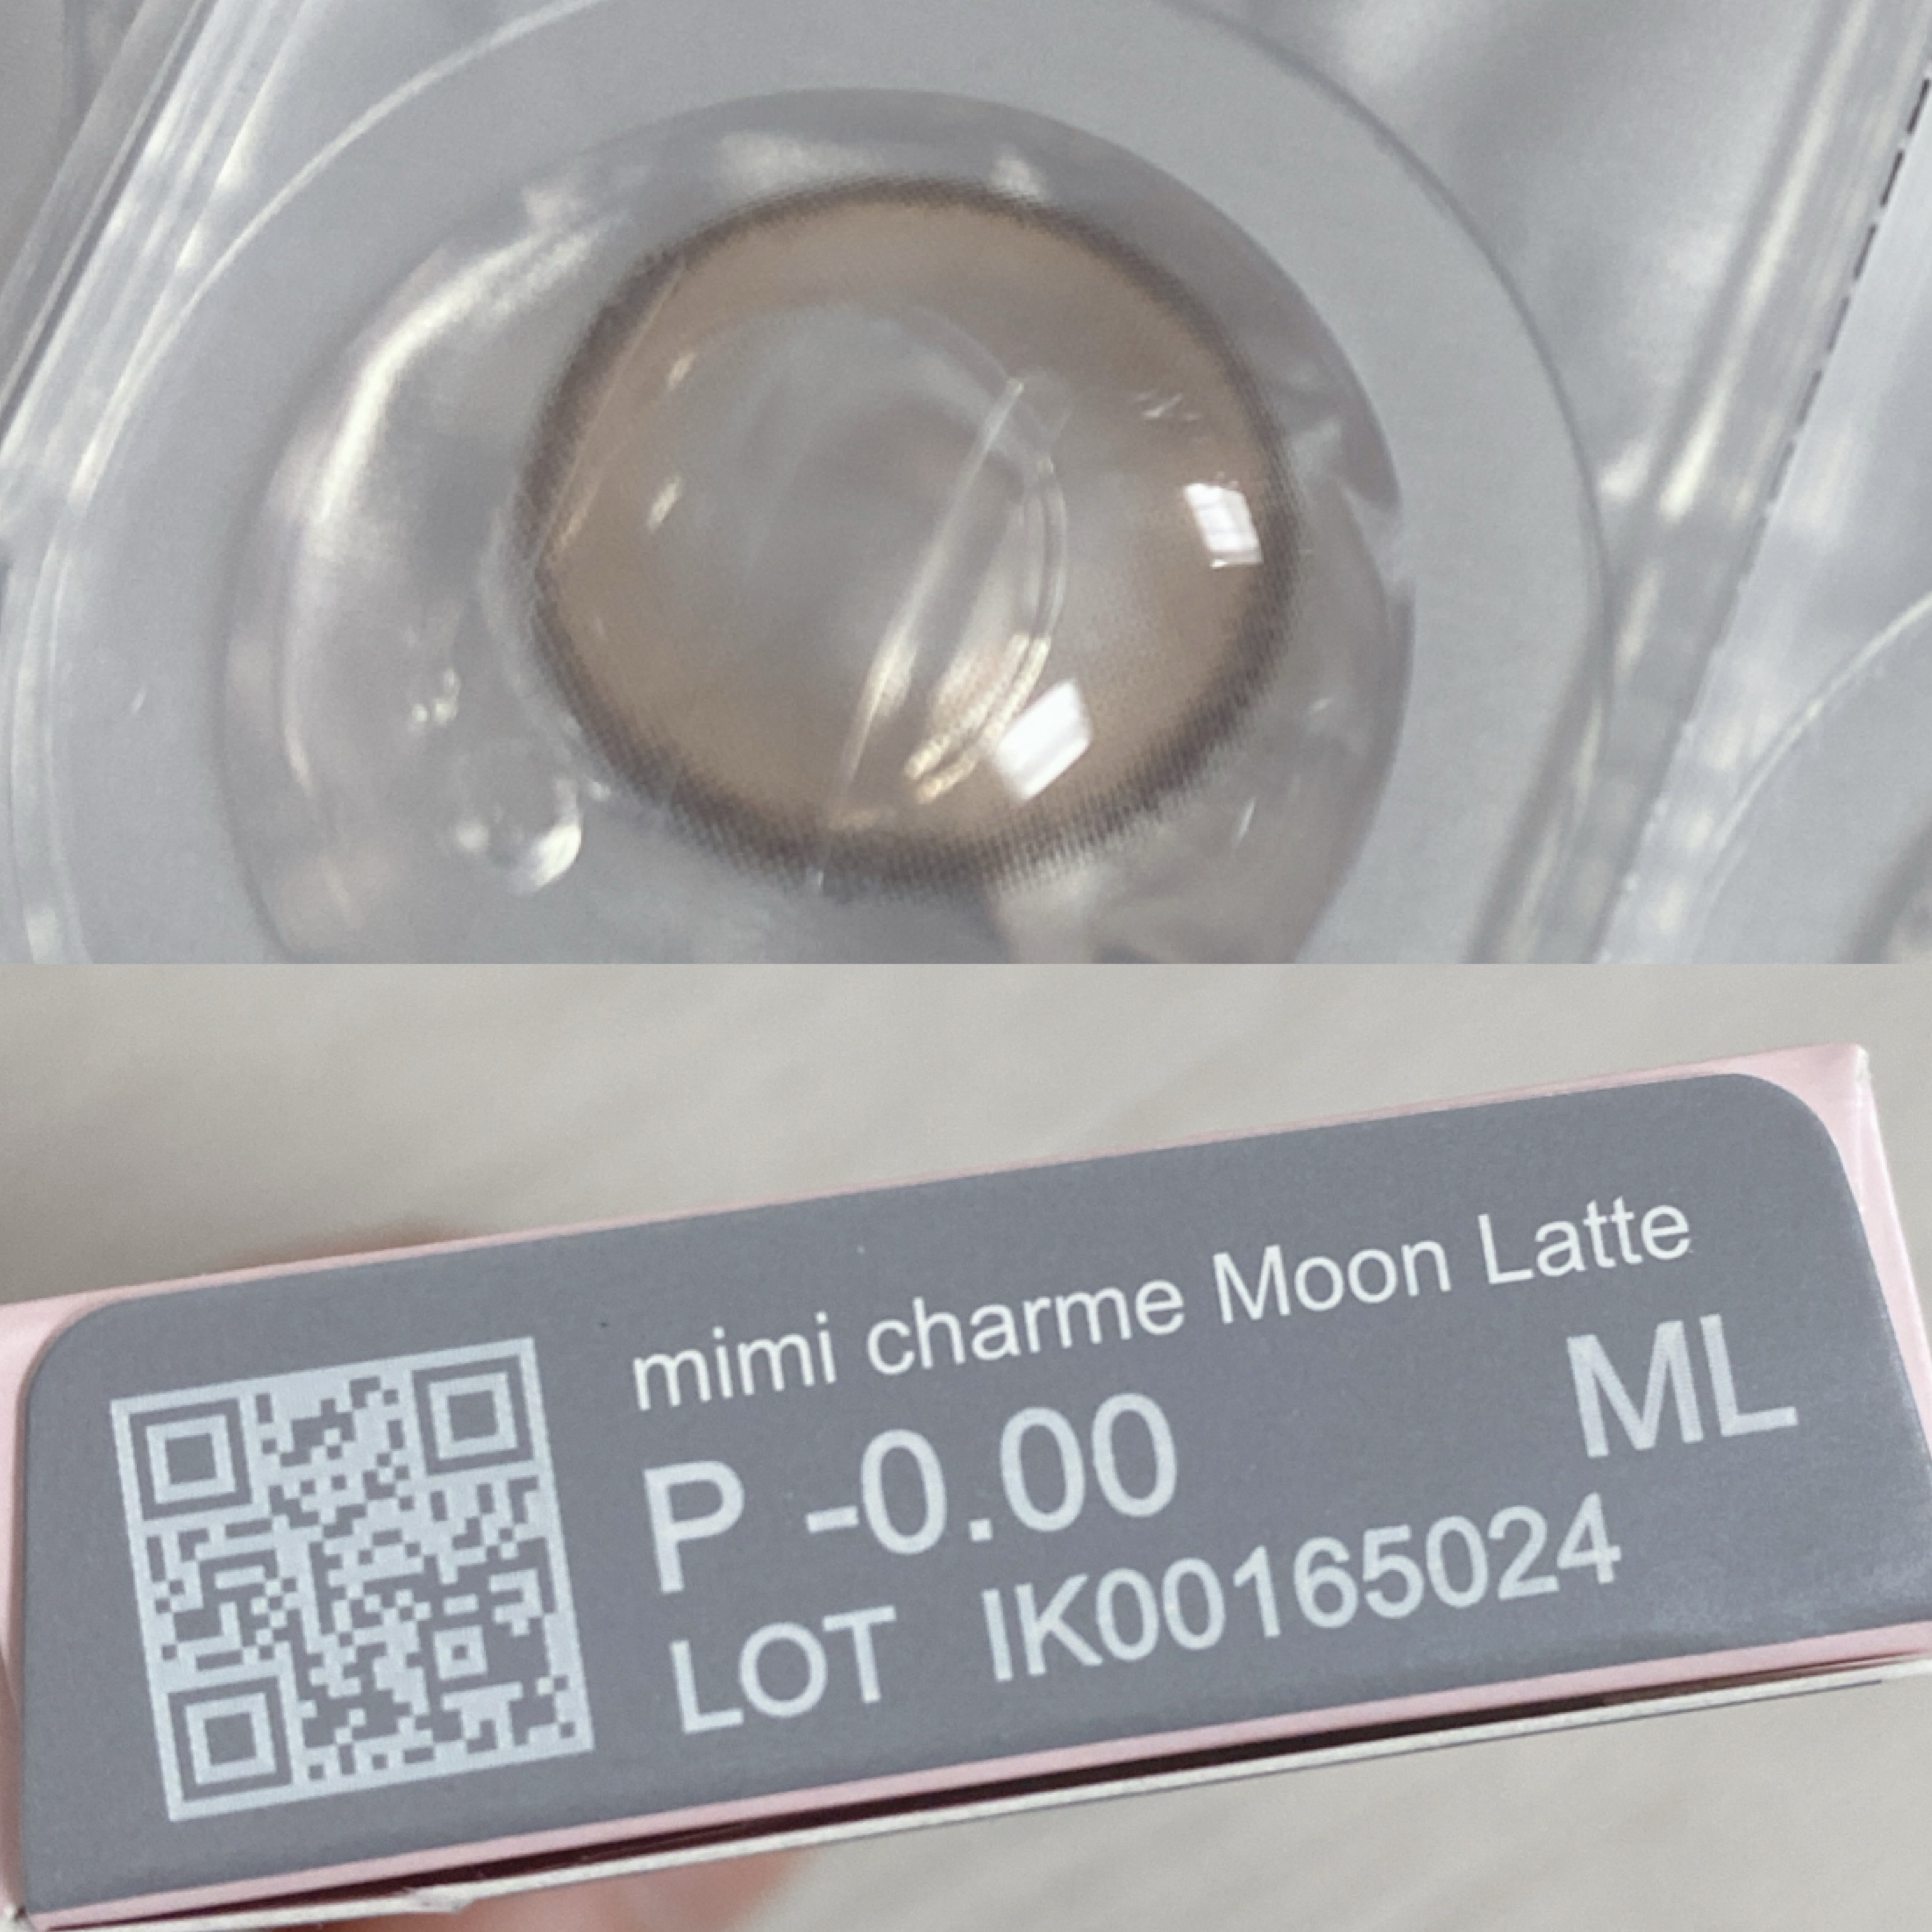 mimi charme Moon Latte
P -0.00 ML
LOT IK00165024